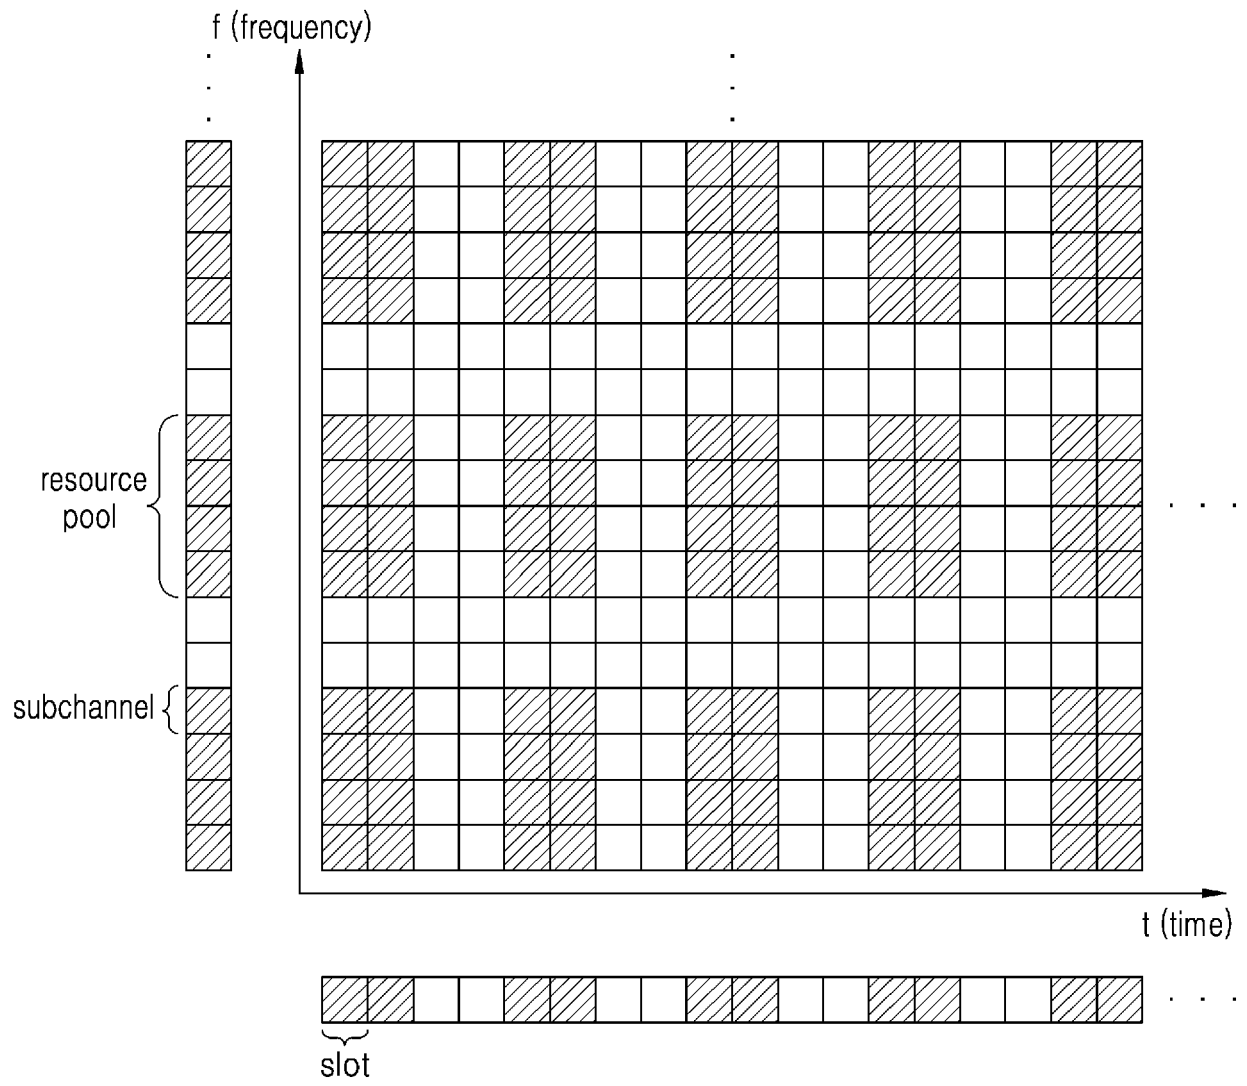 f (frequency)
resource
pool
subchannel
t (time)
slot